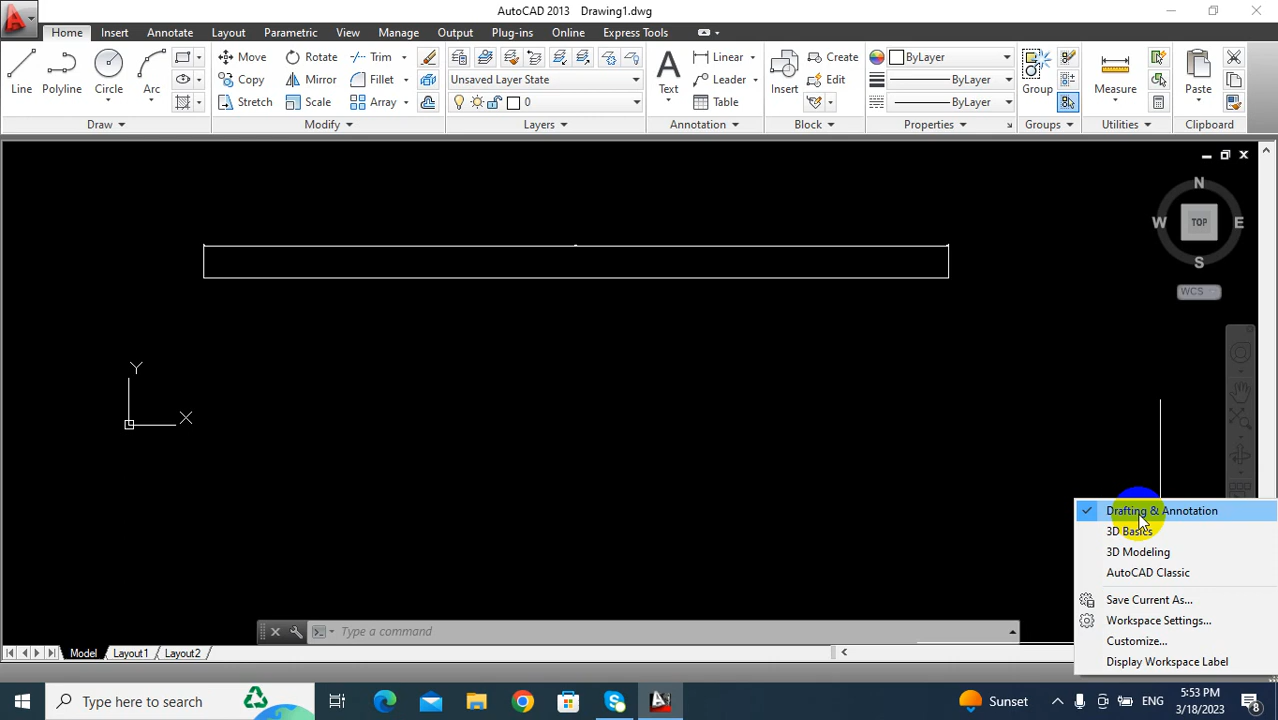 AutoCAD 2013 Drawing1.dwg
Home Insert Annotate Layout Parametric View Manage Output Plug-ins Online Express Tools
Line Polyline Circle Arc
Move Rotate Trim
Copy Mirror Fillet
Stretch Scale Array
Unsaved Layer State
0
Text
Linear
Leader
Table
Insert
Create
Edit
ByLayer
ByLayer
ByLayer
Group
Measure
Paste
Draw Modify Layers Annotation Block Properties Groups Utilities Clipboard
N
W TOP E
S
WCS
Y
X
Drafting & Annotation
3D Basics
3D Modeling
AutoCAD Classic
Save Current As...
Workspace Settings...
Customize...
Display Workspace Label
Type a command
Model Layout1 Layout2
Type here to search
Sunset
ENG
5:53 PM
3/18/2023
8